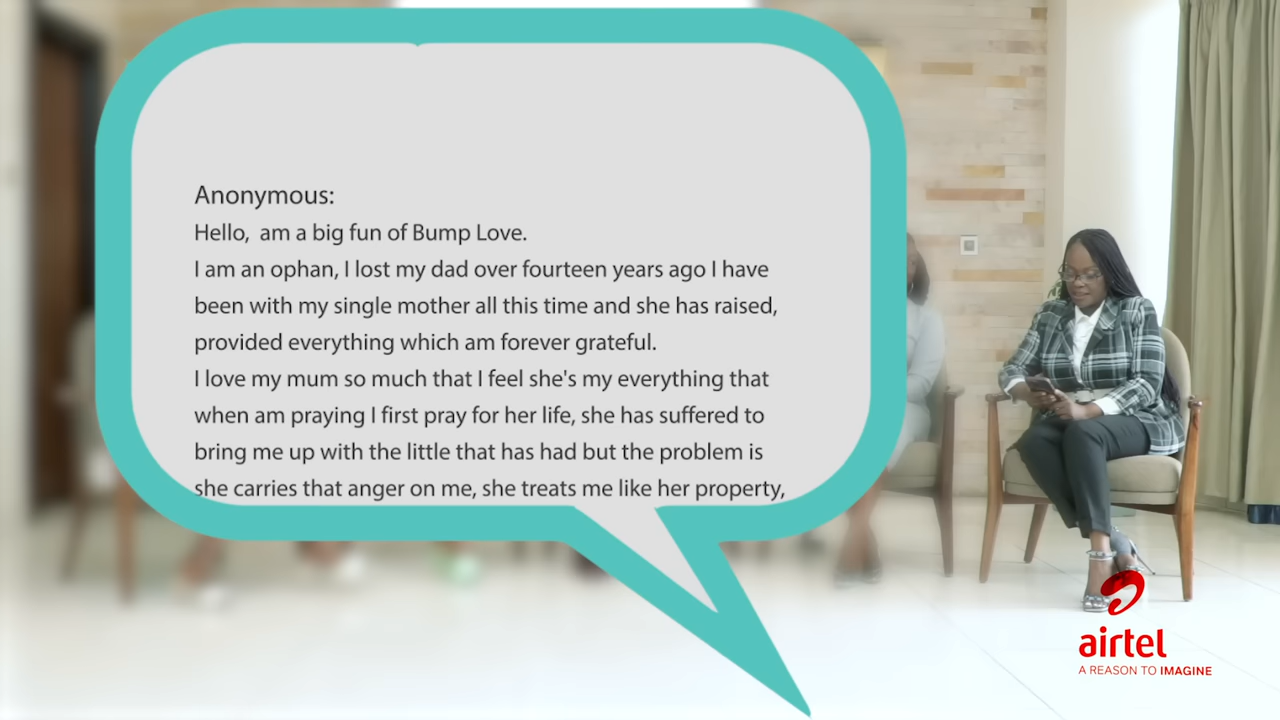 Anonymous:
Hello,  am a big fun of Bump Love.
I am an ophan, I lost my dad over fourteen years ago I have
been with my single mother all this time and she has raised,
provided everything which am forever grateful.
I love my mum so much that I feel she's my everything that
when am praying I first pray for her life, she has suffered to
bring me up with the little that has had but the problem is
she carries that anger on me, she treats me like her property,
airtel
A REASON TO IMAGINE